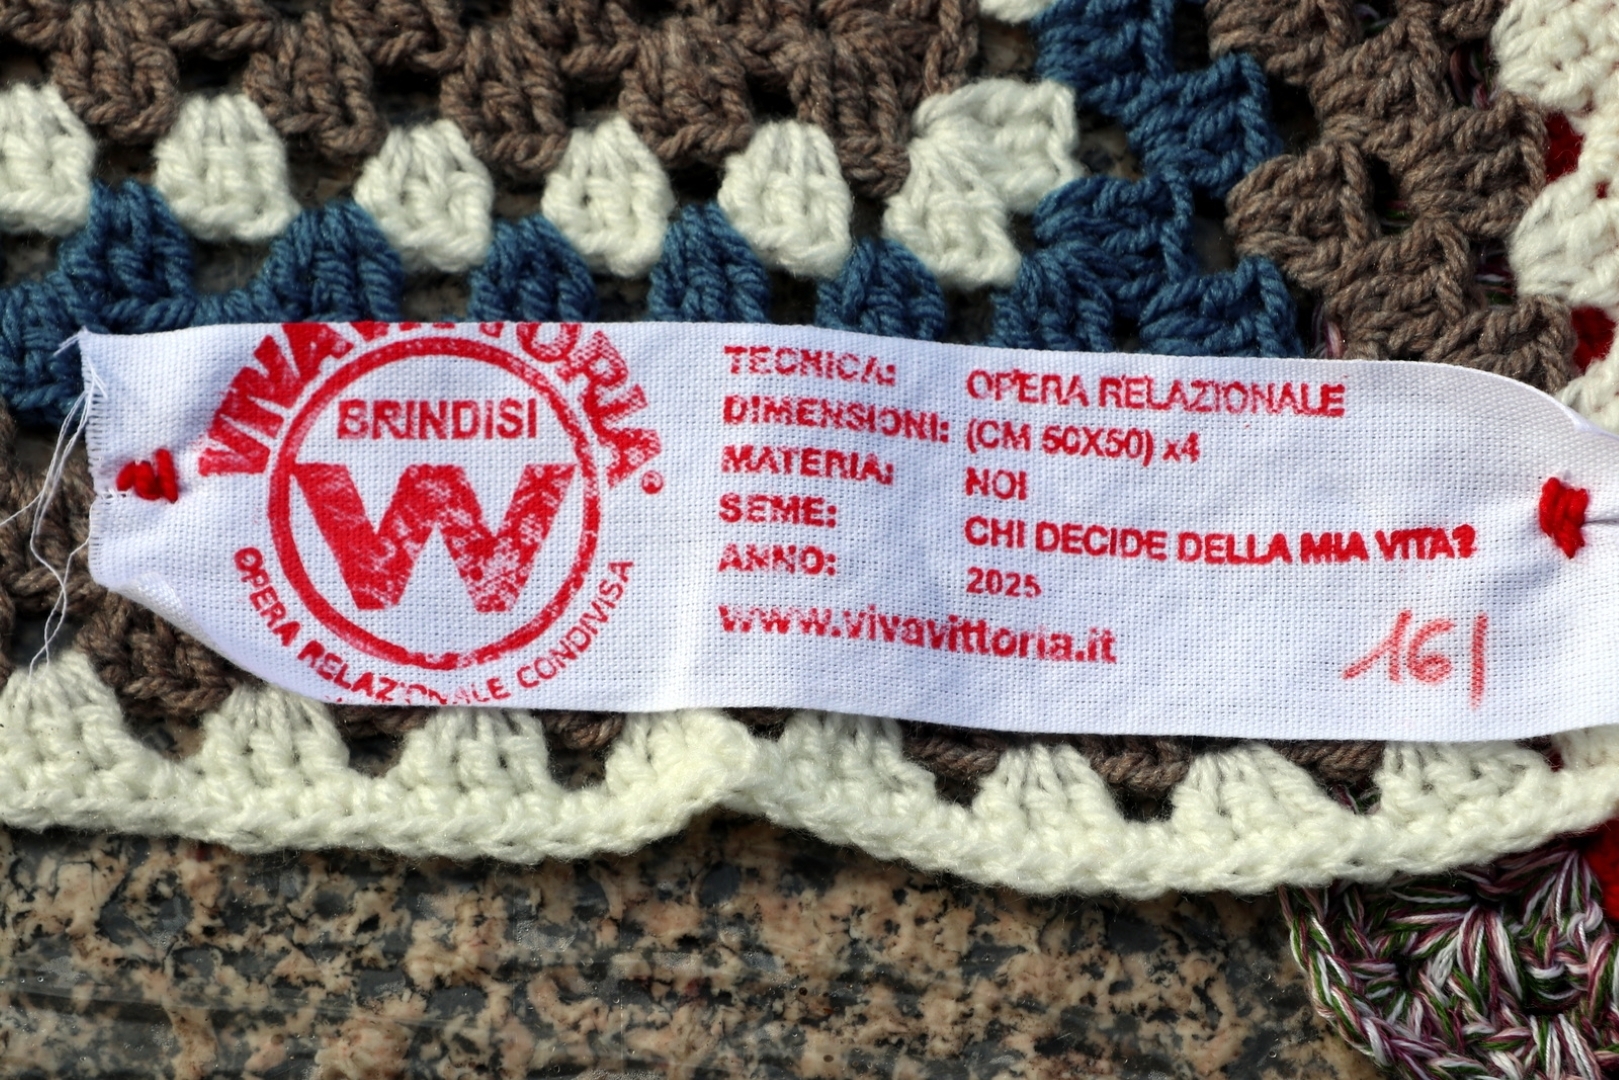 VIVAVITTORIA®
BRINDISI
W
OPERA RELAZIONALE CONDIVISA
TECNICA: OPERA RELAZIONALE
DIMENSIONI: (CM 50X50) x4
MATERIA: NOI
SEME: CHI DECIDE DELLA MIA VITA?
ANNO: 2025
www.vivavittoria.it
161